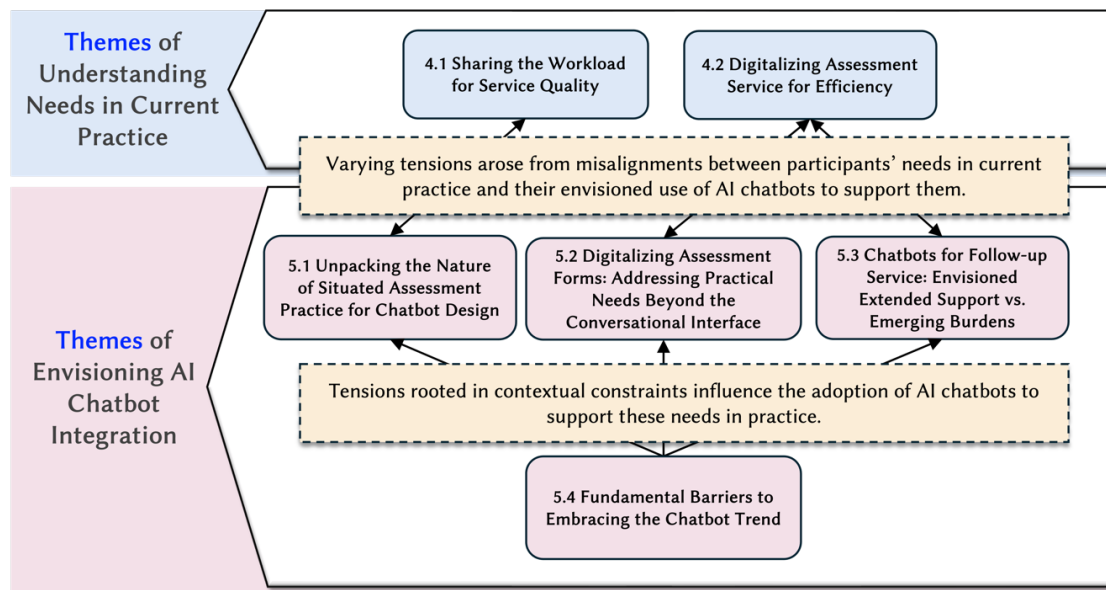 Themes of
Understanding
Needs in Current
Practice
4.1 Sharing the Workload
for Service Quality
4.2 Digitalizing Assessment
Service for Efficiency
Varying tensions arose from misalignments between participants’ needs in current
practice and their envisioned use of AI chatbots to support them.
Themes of
Envisioning AI
Chatbot
Integration
5.1 Unpacking the Nature
of Situated Assessment
Practice for Chatbot Design
5.2 Digitalizing Assessment
Forms: Addressing Practical
Needs Beyond the
Conversational Interface
5.3 Chatbots for Follow-up
Service: Envisioned
Extended Support vs.
Emerging Burdens
Tensions rooted in contextual constraints influence the adoption of AI chatbots to
support these needs in practice.
5.4 Fundamental Barriers to
Embracing the Chatbot Trend